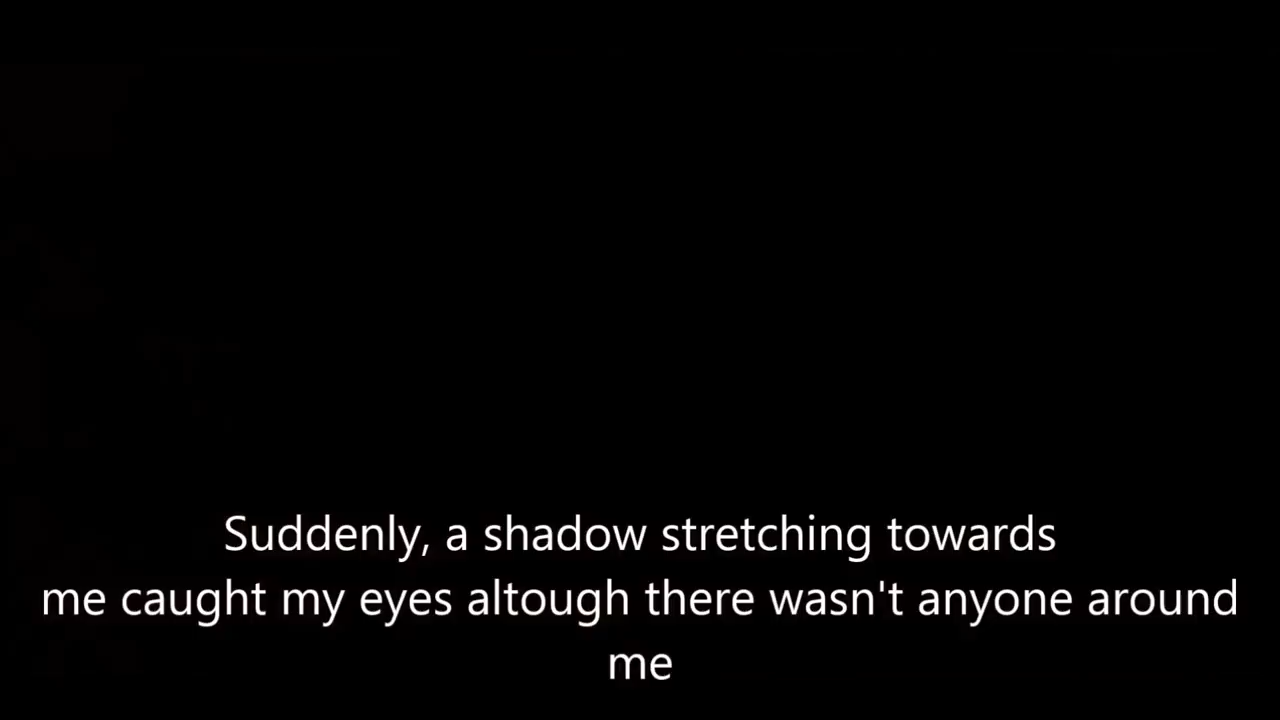 Suddenly, a shadow stretching towards
me caught my eyes altough there wasn't anyone around
me